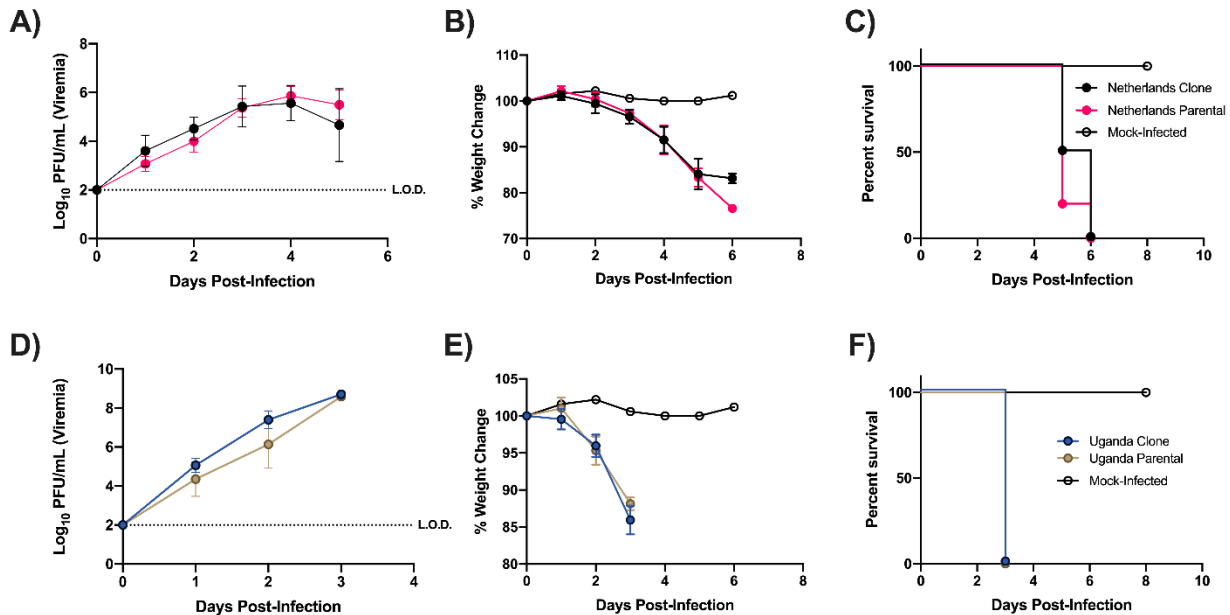 A)
Log10 PFU/mL (Viremia)
8
6
4
2
0
L.O.D.
0 2 4 6
Days Post-Infection
B)
% Weight Change
110
100
90
80
70
0 2 4 6 8
Days Post-Infection
C)
Percent survival
100
50
0
Netherlands Clone
Netherlands Parental
Mock-Infected
0 2 4 6 8 10
Days Post-Infection
D)
Log10 PFU/mL (Viremia)
10
8
6
4
2
0
L.O.D.
0 1 2 3 4
Days Post-Infection
E)
% Weight Change
105
100
95
90
85
80
0 2 4 6 8
Days Post-Infection
F)
Percent survival
100
50
0
Uganda Clone
Uganda Parental
Mock-Infected
0 2 4 6 8 10
Days Post-Infection